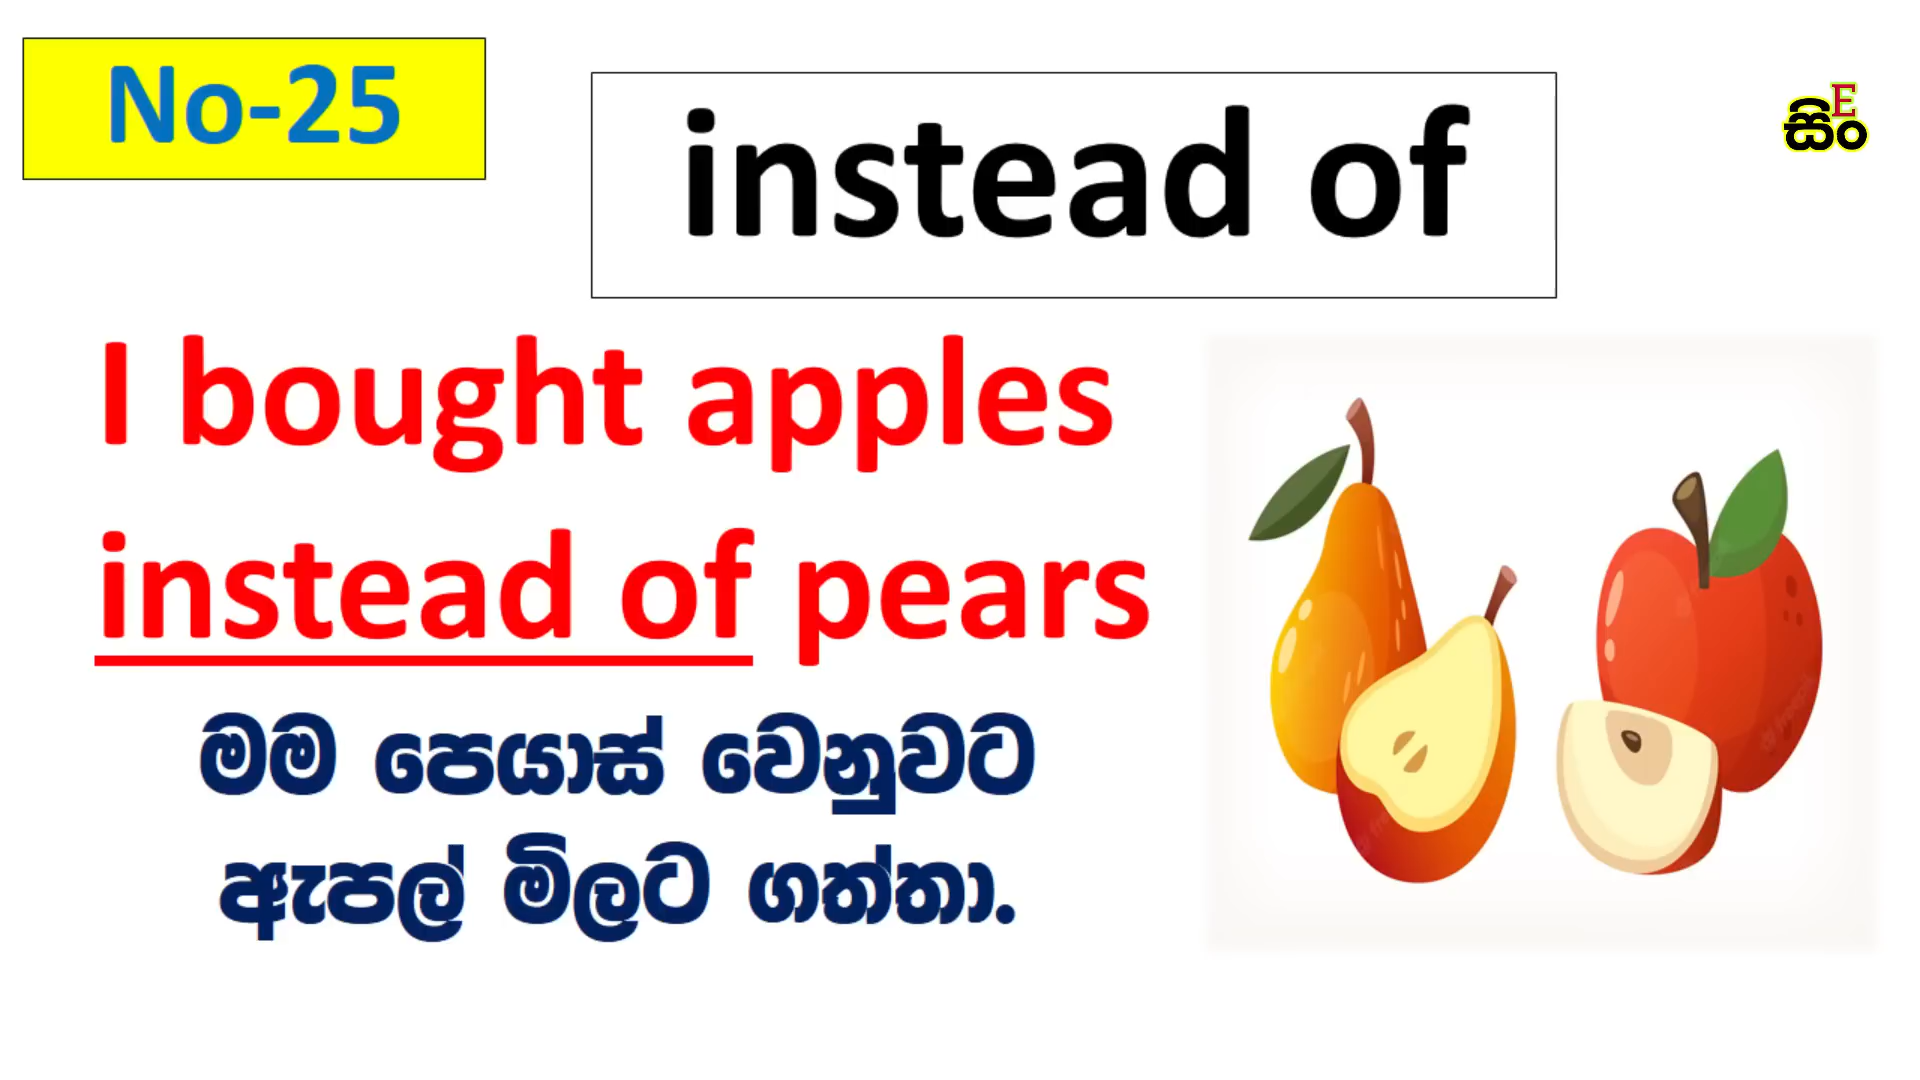 No-25
instead of
සිං
E
I bought apples
instead of pears
මම පෙයාස් වෙනුවට
ඇපල් මිලට ගත්තා.